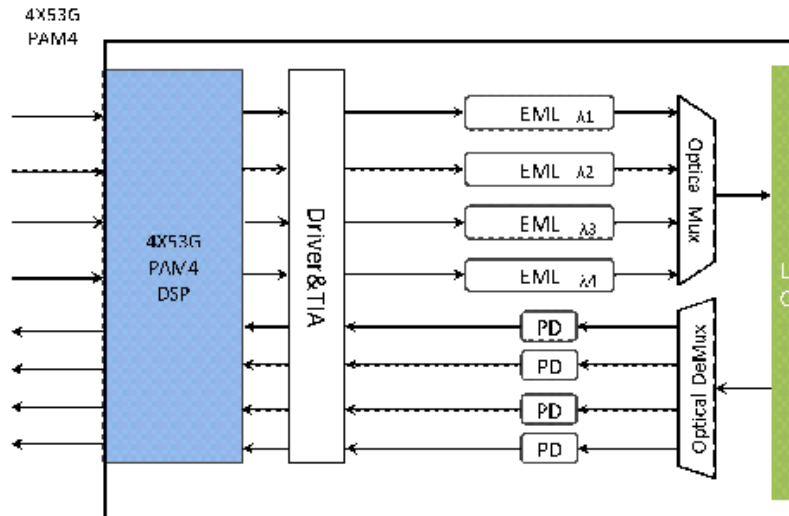 4X53G
PAM4
4X53G
PAM4
DSP
Driver&TIA
EML λ1
EML λ2
EML λ3
EML λ4
Optica Mux
PD
PD
PD
PD
Optical DeMux
L
C